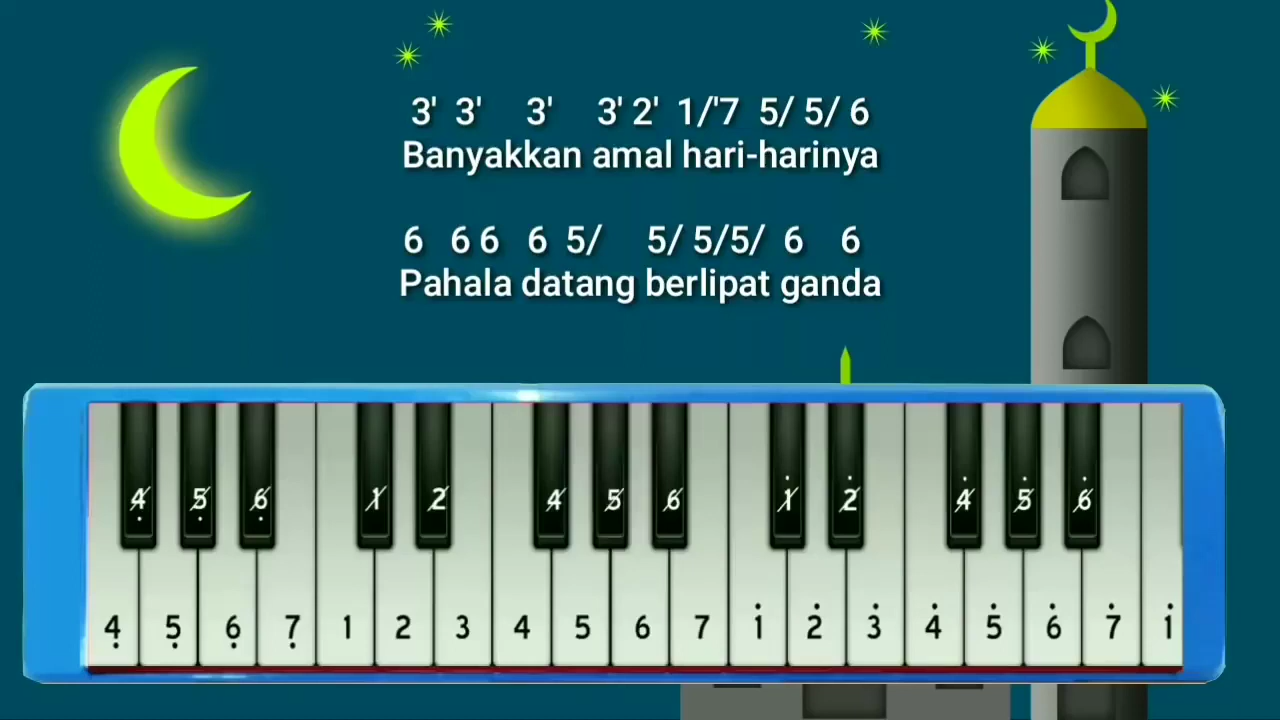 3' 3' 3' 3' 2' 1/'7 5/ 5/ 6
Banyakkan amal hari-harinya
6 6 6 6 5/ 5/ 5/5/ 6 6
Pahala datang berlipat ganda
4̸̣ 5̸̣ 6̸̣ 1̸ 2̸ 4̸ 5̸ 6̸ 1̸̇ 2̸̇ 4̸̇ 5̸̇ 6̸̇
4̣ 5̣ 6̣ 7̣ 1 2 3 4 5 6 7 1̇ 2̇ 3̇ 4̇ 5̇ 6̇ 7̇ 1̇